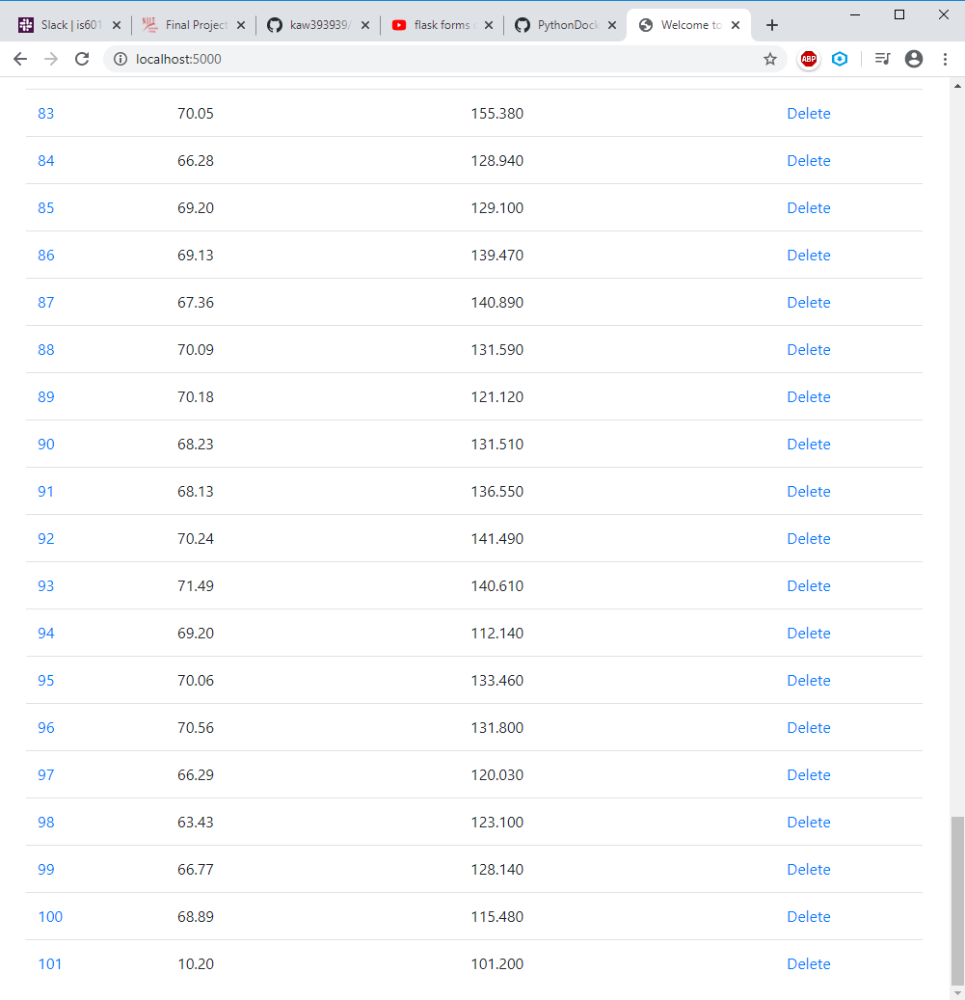 Slack | is601 Final Project kaw393939/ flask forms PythonDock Welcome to
localhost:5000
ABP
83 70.05 155.380 Delete
84 66.28 128.940 Delete
85 69.20 129.100 Delete
86 69.13 139.470 Delete
87 67.36 140.890 Delete
88 70.09 131.590 Delete
89 70.18 121.120 Delete
90 68.23 131.510 Delete
91 68.13 136.550 Delete
92 70.24 141.490 Delete
93 71.49 140.610 Delete
94 69.20 112.140 Delete
95 70.06 133.460 Delete
96 70.56 131.800 Delete
97 66.29 120.030 Delete
98 63.43 123.100 Delete
99 66.77 128.140 Delete
100 68.89 115.480 Delete
101 10.20 101.200 Delete